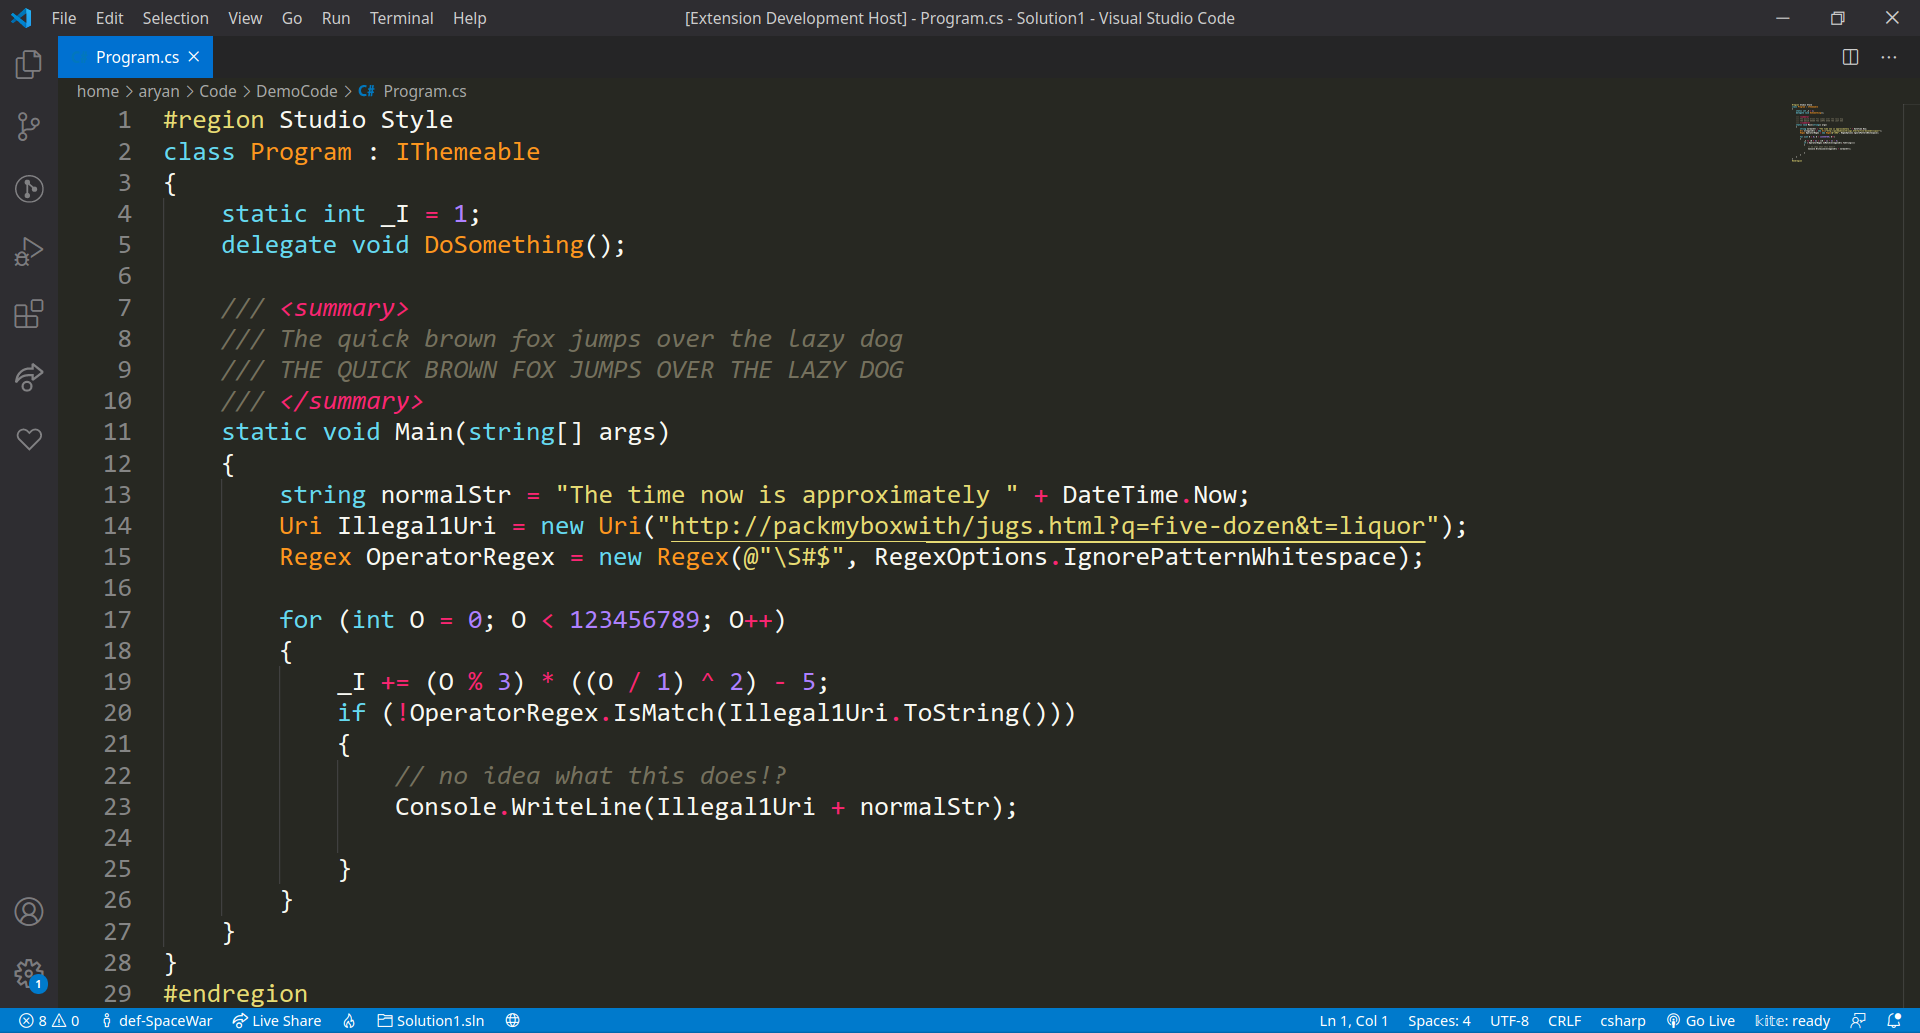 File Edit Selection View Go Run Terminal Help [Extension Development Host] - Program.cs - Solution1 - Visual Studio Code
Program.cs
home > aryan > Code > DemoCode > C# Program.cs
1 #region Studio Style
2 class Program : IThemeable
3 {
4     static int _I = 1;
5     delegate void DoSomething();
6
7     /// <summary>
8     /// The quick brown fox jumps over the lazy dog
9     /// THE QUICK BROWN FOX JUMPS OVER THE LAZY DOG
10     /// </summary>
11     static void Main(string[] args)
12     {
13         string normalStr = "The time now is approximately " + DateTime.Now;
14         Uri Illegal1Uri = new Uri("http://packmyboxwith/jugs.html?q=five-dozen&t=liquor");
15         Regex OperatorRegex = new Regex(@"\S#$", RegexOptions.IgnorePatternWhitespace);
16
17         for (int O = 0; O < 123456789; O++)
18         {
19             _I += (O % 3) * ((O / 1) ^ 2) - 5;
20             if (!OperatorRegex.IsMatch(Illegal1Uri.ToString()))
21             {
22                 // no idea what this does!?
23                 Console.WriteLine(Illegal1Uri + normalStr);
24
25             }
26         }
27     }
28 }
29 #endregion
1
8 0 def-SpaceWar Live Share Solution1.sln Ln 1, Col 1 Spaces: 4 UTF-8 CRLF csharp Go Live kite: ready